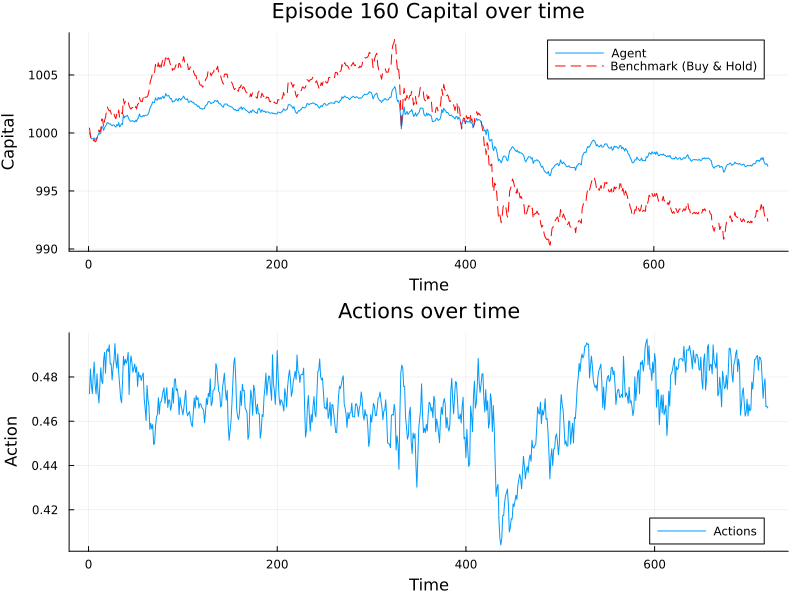 Episode 160 Capital over time
Capital
1005
1000
995
990
Agent
Benchmark (Buy & Hold)
0 200 400 600
Time
Actions over time
Action
0.48
0.46
0.44
0.42
Actions
0 200 400 600
Time